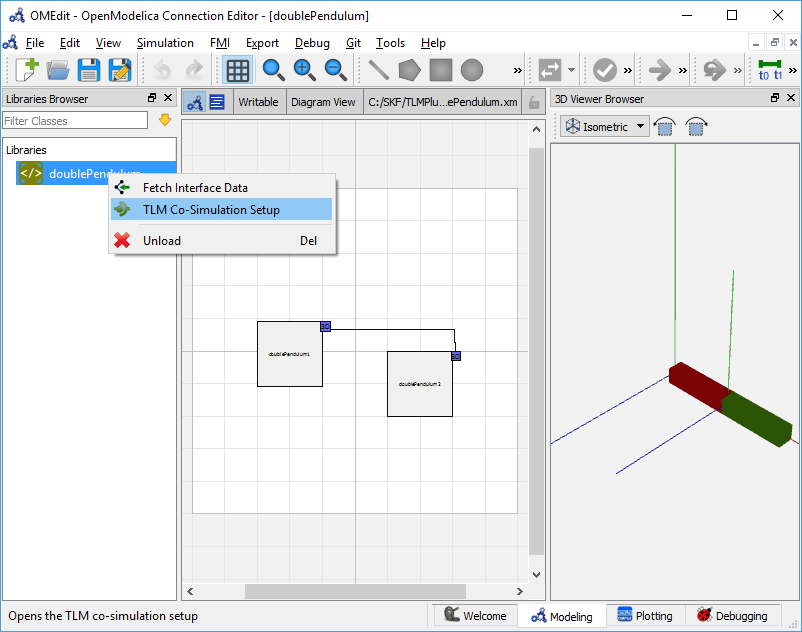 OMEdit - OpenModelica Connection Editor - [doublePendulum]
File Edit View Simulation FMI Export Debug Git Tools Help
t0 t1
Libraries Browser
Writable Diagram View C:/SKF/TLMPlu...ePendulum.xm
3D Viewer Browser
Filter Classes
Isometric
Libraries
</> doublePendulum
Fetch Interface Data
TLM Co-Simulation Setup
Unload Del
3D
doublePendulum1
3D
doublePendulum2
Opens the TLM co-simulation setup
Welcome Modeling Plotting Debugging